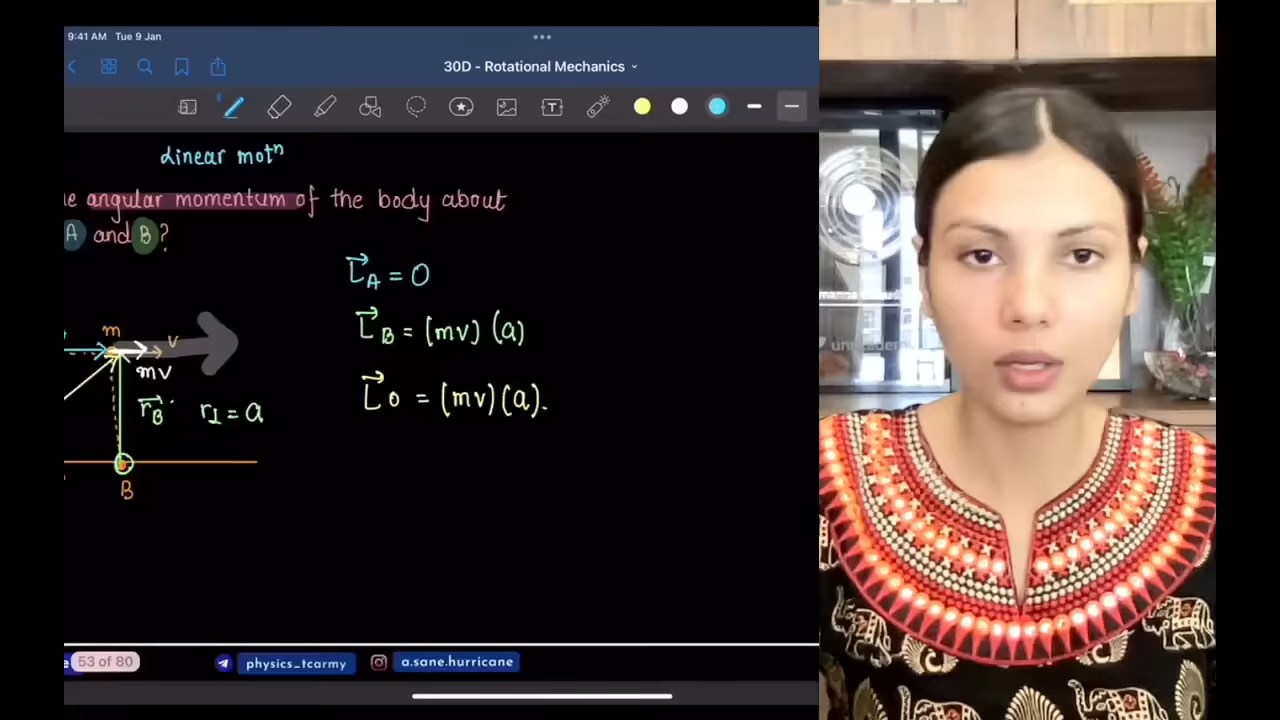 9:41 AM Tue 9 Jan
30D - Rotational Mechanics
Linear motⁿ
angular momentum of the body about
A and B?
L⃗A = 0
m
v
L⃗B = (mv) (a)
mv
r⃗B r⊥ = a
L⃗o = (mv)(a).
B
53 of 80
physics_tcarmy
a.sane.hurricane